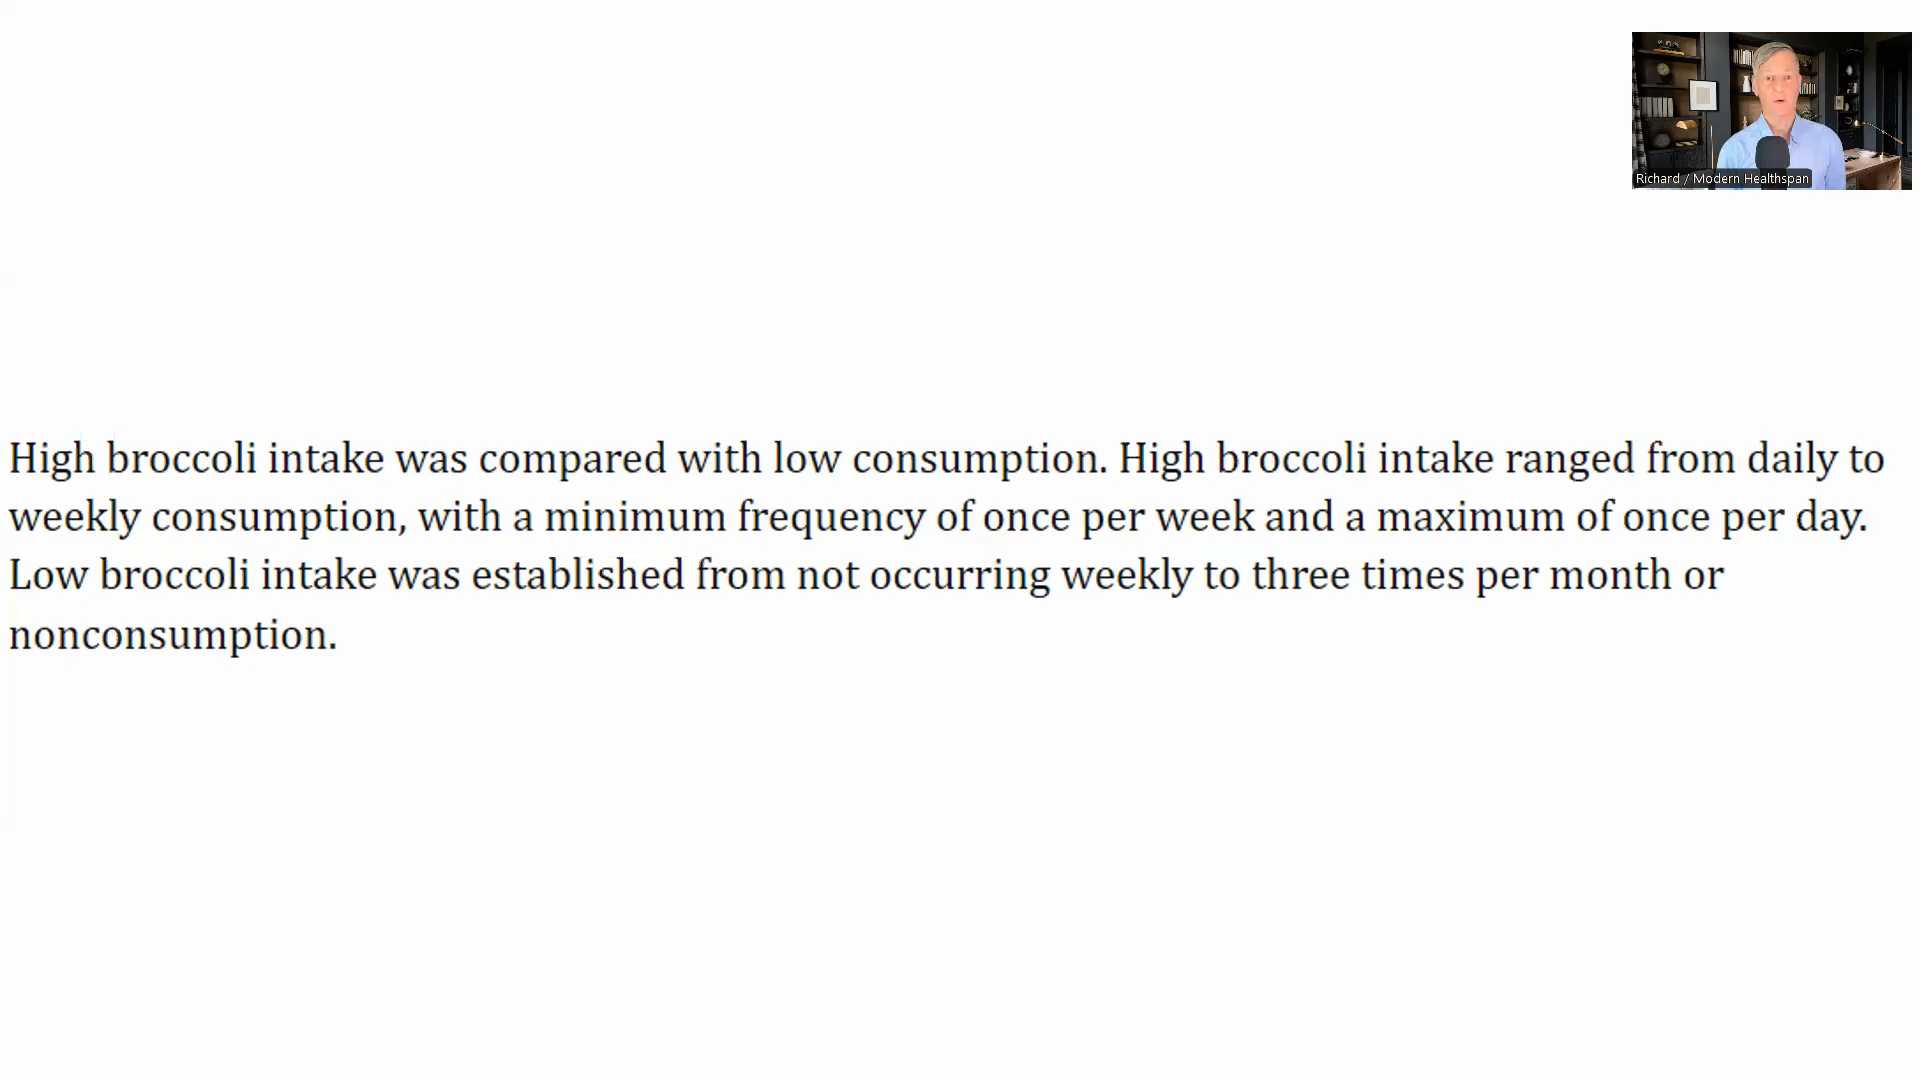 Richard / Modern Healthspan
High broccoli intake was compared with low consumption. High broccoli intake ranged from daily to
weekly consumption, with a minimum frequency of once per week and a maximum of once per day.
Low broccoli intake was established from not occurring weekly to three times per month or
nonconsumption.